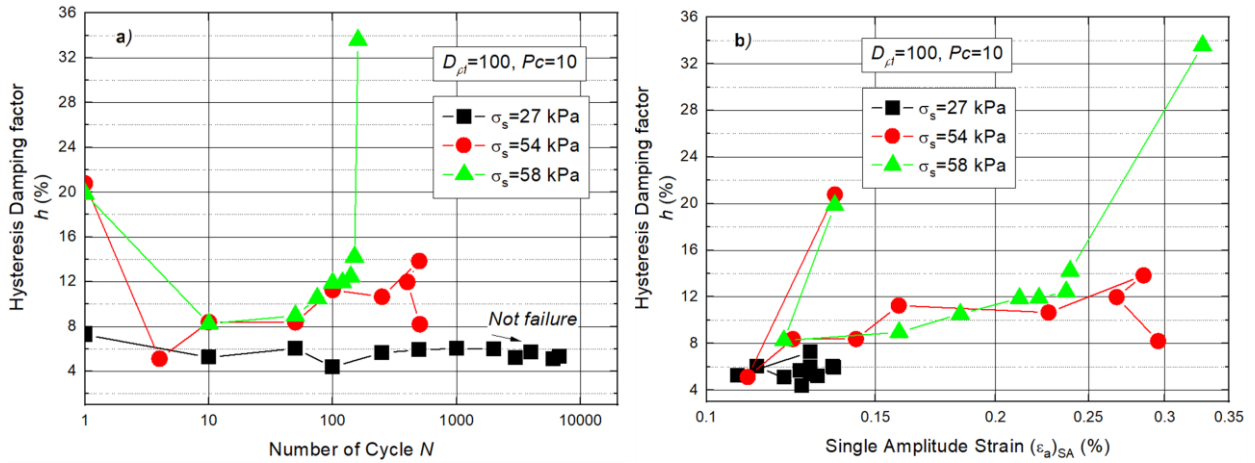 a)
D_ρt=100, Pc=10
σs=27 kPa
σs=54 kPa
σs=58 kPa
Not failure
36
32
28
24
20
16
12
8
4
1
10
100
1000
10000
Hysteresis Damping factor
h (%)
Number of Cycle N
b)
D_ρt=100, Pc=10
σs=27 kPa
σs=54 kPa
σs=58 kPa
36
32
28
24
20
16
12
8
4
0.1
0.15
0.2
0.25
0.3
0.35
Hysteresis Damping factor
h (%)
Single Amplitude Strain (εa)SA (%)